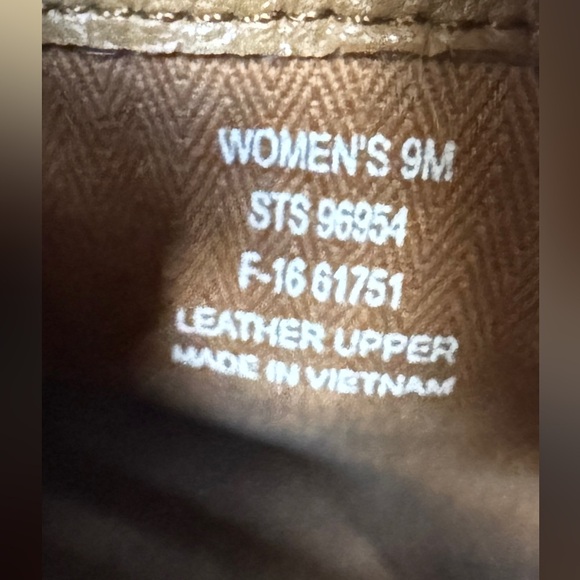 WOMEN'S 9M
STS 96954
F-16 61751
LEATHER UPPER
MADE IN VIETNAM